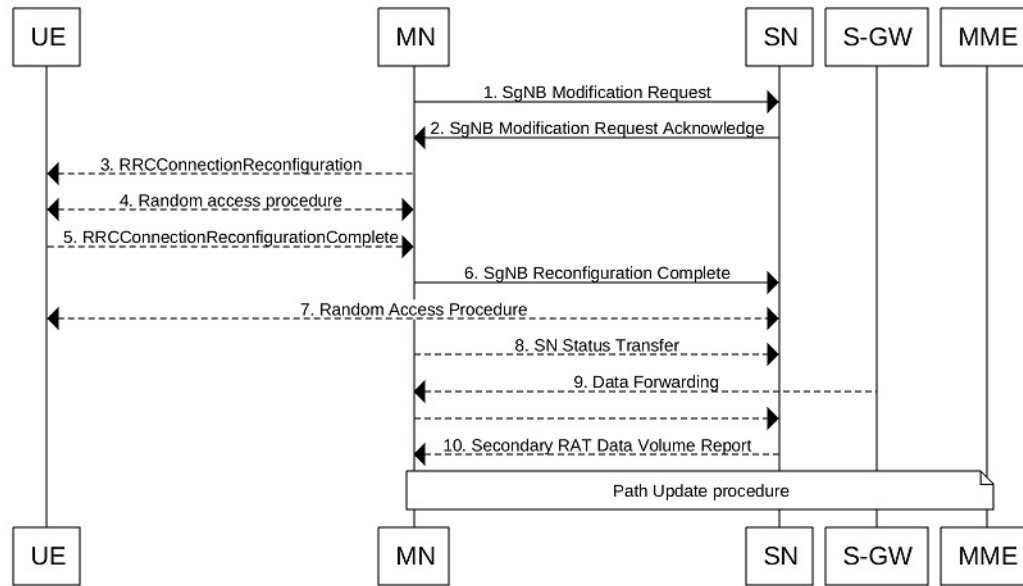 UE MN SN S-GW MME
1. SgNB Modification Request
2. SgNB Modification Request Acknowledge
3. RRCConnectionReconfiguration
4. Random access procedure
5. RRCConnectionReconfigurationComplete
6. SgNB Reconfiguration Complete
7. Random Access Procedure
8. SN Status Transfer
9. Data Forwarding
10. Secondary RAT Data Volume Report
Path Update procedure
UE MN SN S-GW MME